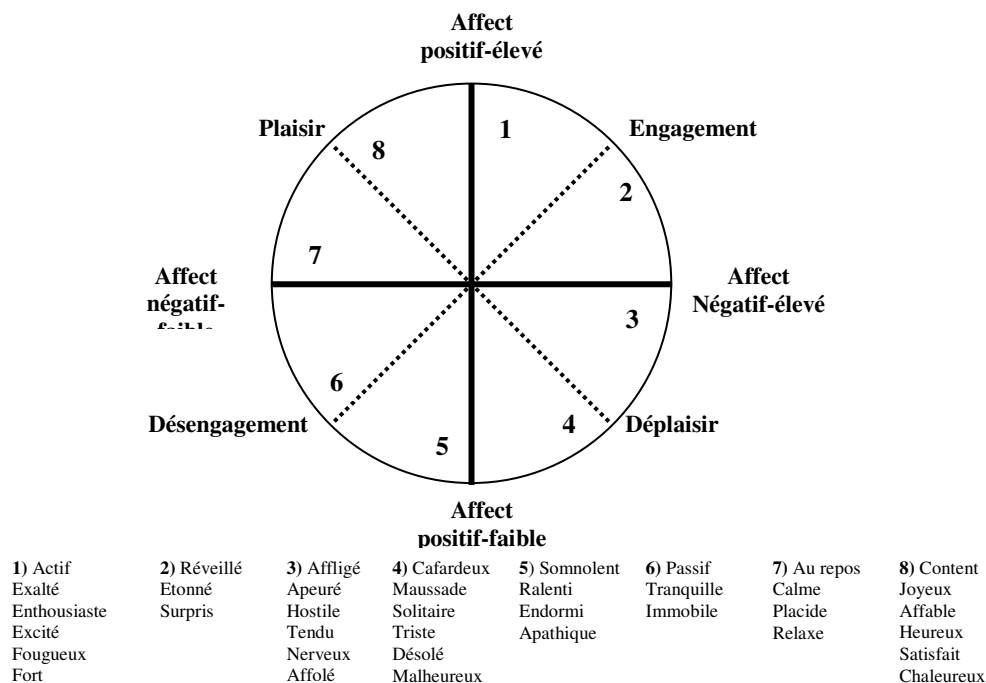 Affect
positif-élevé
Plaisir
Engagement
8
1
2
7
Affect
négatif-
faible
Affect
Négatif-élevé
3
6
4
5
Désengagement
Déplaisir
Affect
positif-faible
1) Actif
Exalté
Enthousiaste
Excité
Fougueux
Fort
2) Réveillé
Etonné
Surpris
3) Affligé
Apeuré
Hostile
Tendu
Nerveux
Affolé
4) Cafardeux
Maussade
Solitaire
Triste
Désolé
Malheureux
5) Somnolent
Ralenti
Endormi
Apathique
6) Passif
Tranquille
Immobile
7) Au repos
Calme
Placide
Relaxe
8) Content
Joyeux
Affable
Heureux
Satisfait
Chaleureux